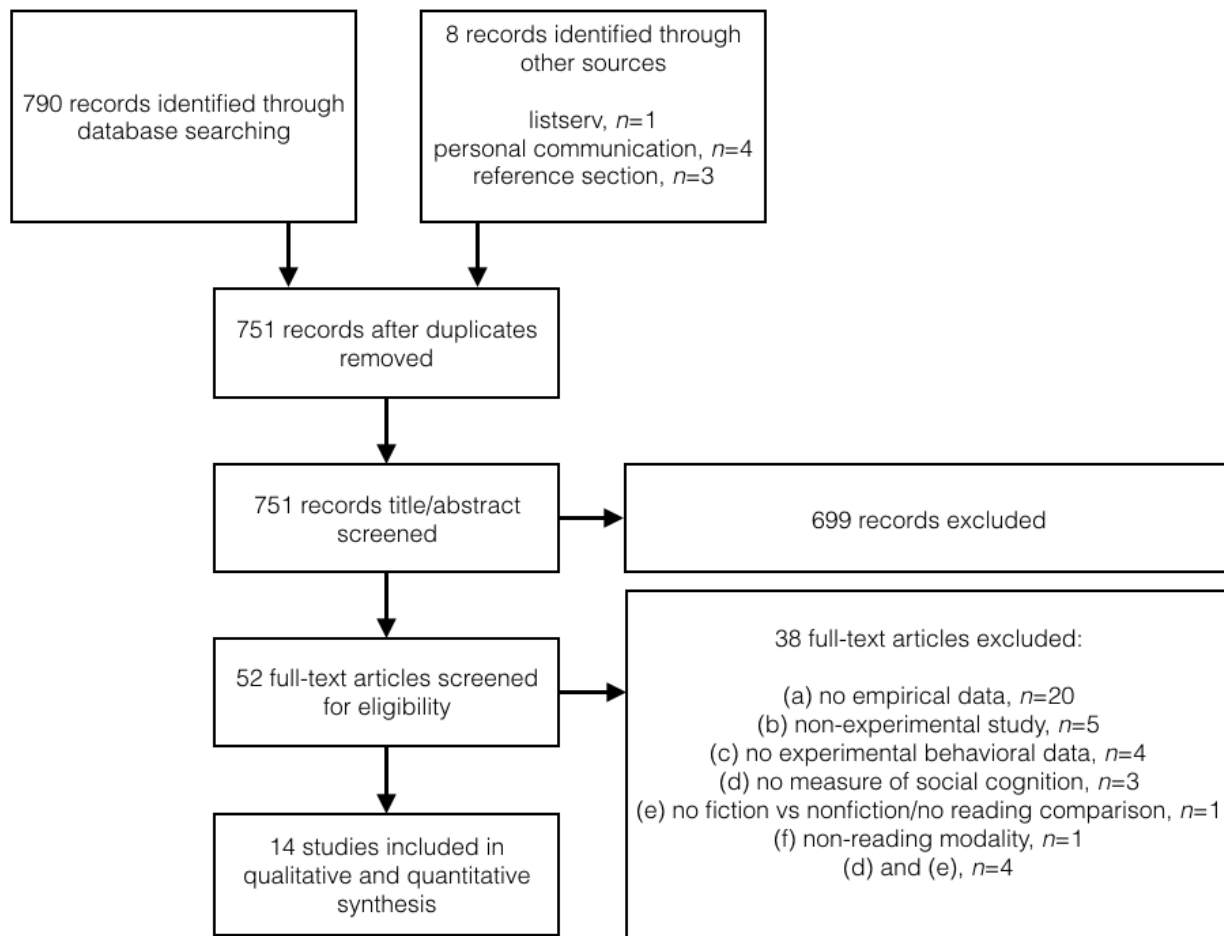 790 records identified through
database searching
8 records identified through
other sources
listserv, n=1
personal communication, n=4
reference section, n=3
751 records after duplicates
removed
751 records title/abstract
screened
699 records excluded
52 full-text articles screened
for eligibility
38 full-text articles excluded:
(a) no empirical data, n=20
(b) non-experimental study, n=5
(c) no experimental behavioral data, n=4
(d) no measure of social cognition, n=3
(e) no fiction vs nonfiction/no reading comparison, n=1
(f) non-reading modality, n=1
(d) and (e), n=4
14 studies included in
qualitative and quantitative
synthesis